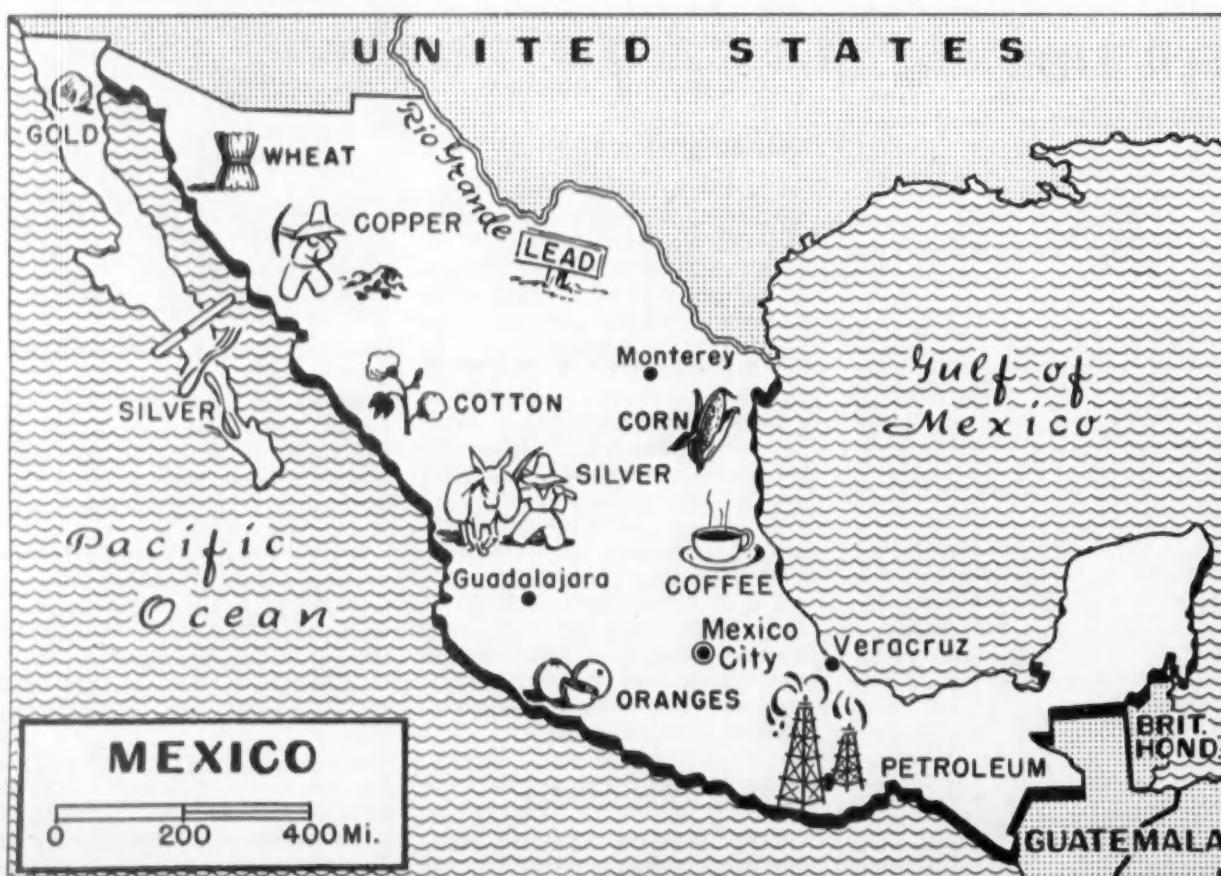 UNITED STATES
GOLD
WHEAT
Rio Grande
COPPER
LEAD
Monterey
Gulf of
Mexico
SILVER
COTTON
CORN
SILVER
Pacific
Ocean
COFFEE
Guadalajara
Mexico
City
Veracruz
ORANGES
BRIT.
HOND.
PETROLEUM
MEXICO
0 200 400 Mi.
GUATEMALA